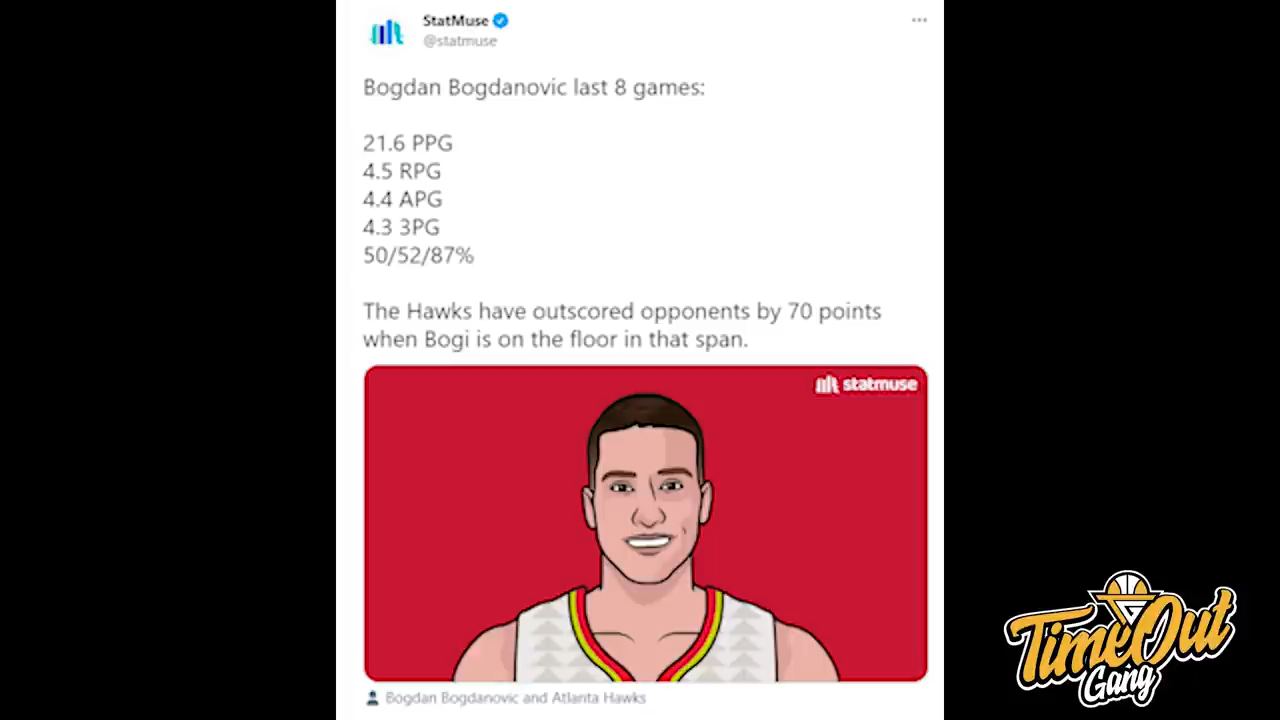 StatMuse
@statmuse
Bogdan Bogdanovic last 8 games:
21.6 PPG
4.5 RPG
4.4 APG
4.3 3PG
50/52/87%
The Hawks have outscored opponents by 70 points
when Bogi is on the floor in that span.
statmuse
Bogdan Bogdanovic and Atlanta Hawks
TimeOut
Gang